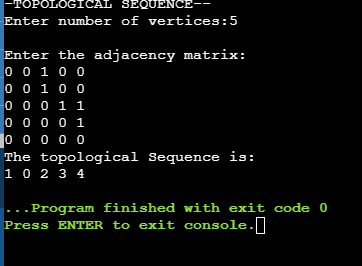 -TOPOLOGICAL SEQUENCE--
Enter number of vertices:5
Enter the adjacency matrix:
0 0 1 0 0
0 0 1 0 0
0 0 0 1 1
0 0 0 0 1
0 0 0 0 0
The topological Sequence is:
1 0 2 3 4
...Program finished with exit code 0
Press ENTER to exit console.